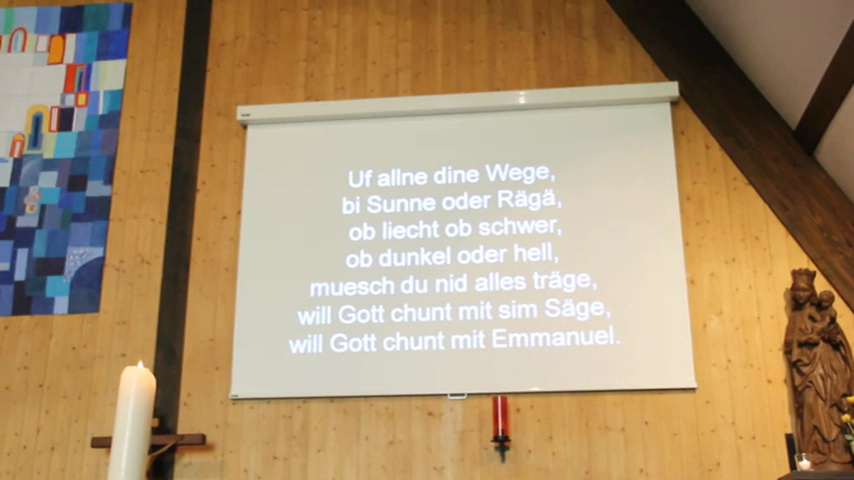 Uf allne dine Wege,
bi Sunne oder Rägä,
ob liecht ob schwer,
ob dunkel oder hell,
muesch du nid alles träge,
will Gott chunt mit sim Säge,
will Gott chunt mit Emmanuel.